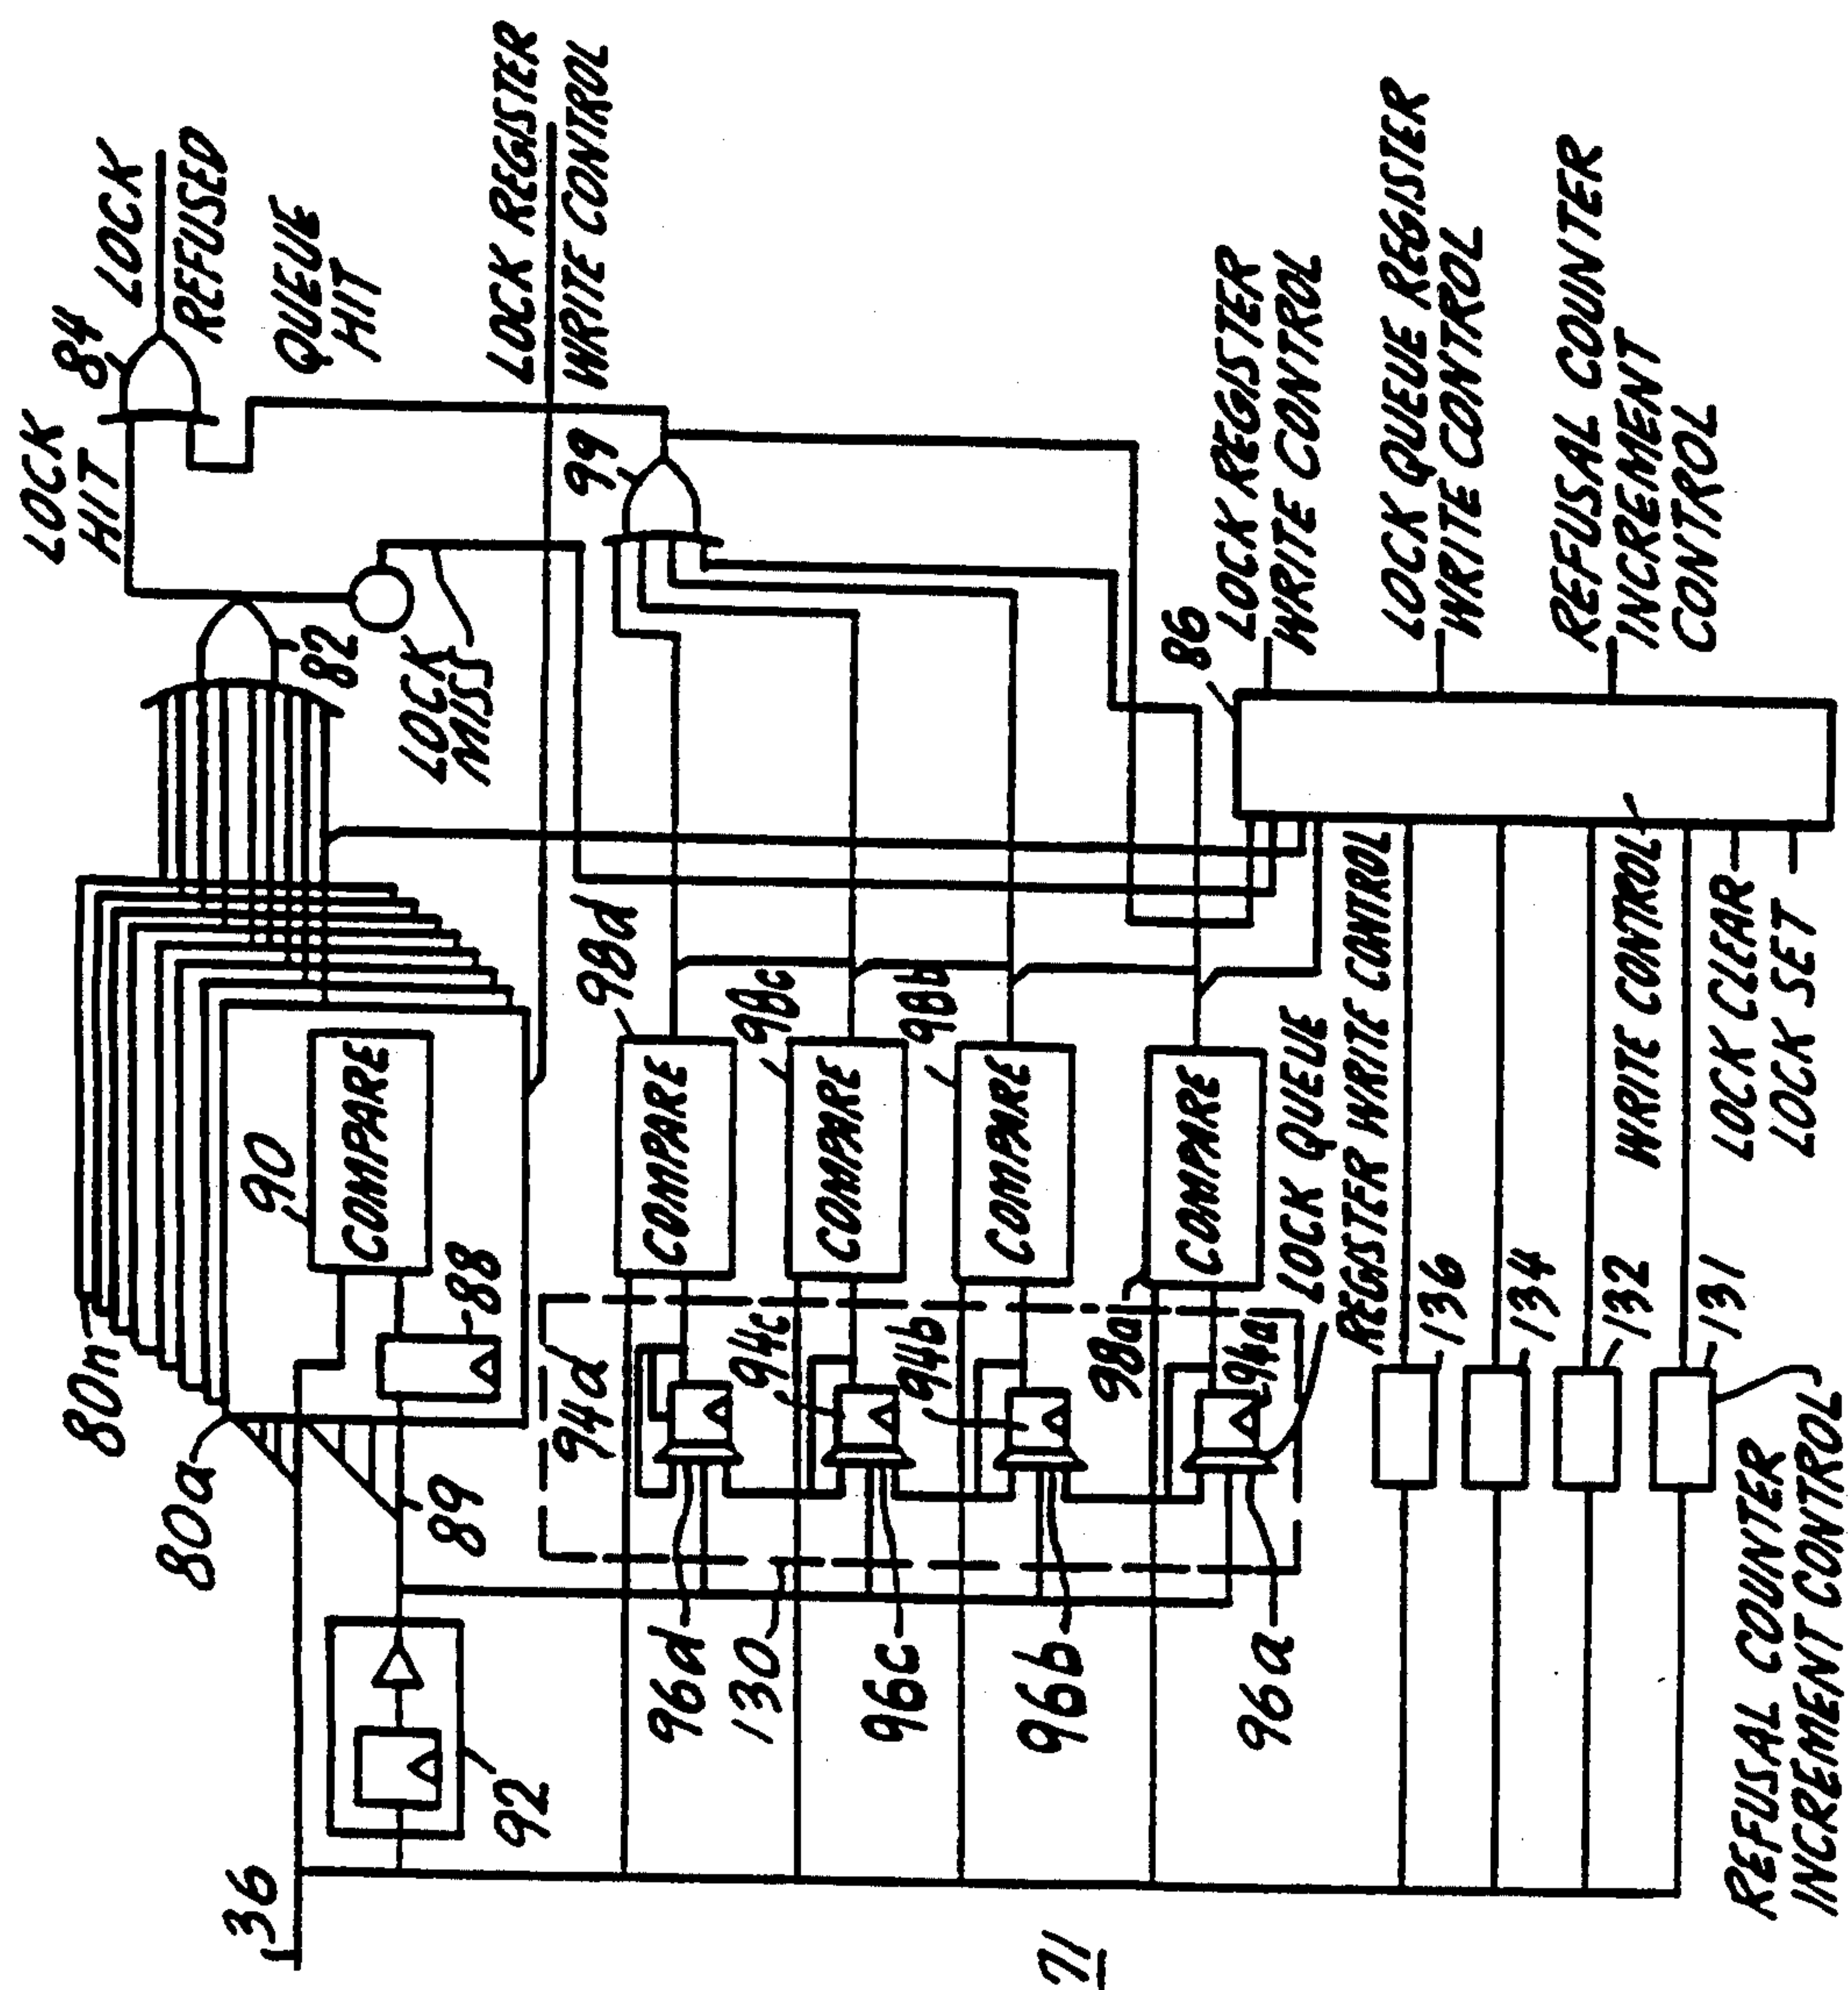 LOCK
HIT
84
LOCK
REFUSED
QUEUE
HIT
LOCK REGISTER
WRITE CONTROL
82
LOCK
MISS
99
80n
80a
90
COMPARE
88
89
36
92
98d
COMPARE
98c
COMPARE
98b
COMPARE
98a
COMPARE
94d
94c
94b
94a
96d
130
96c
96b
96a
LOCK QUEUE
REGISTER WRITE CONTROL
86
LOCK REGISTER
WRITE CONTROL
LOCK QUEUE REGISTER
WRITE CONTROL
REFUSAL COUNTER
INCREMENT
CONTROL
136
134
132
131
WRITE CONTROL
LOCK CLEAR
LOCK SET
REFUSAL COUNTER
INCREMENT CONTROL
71